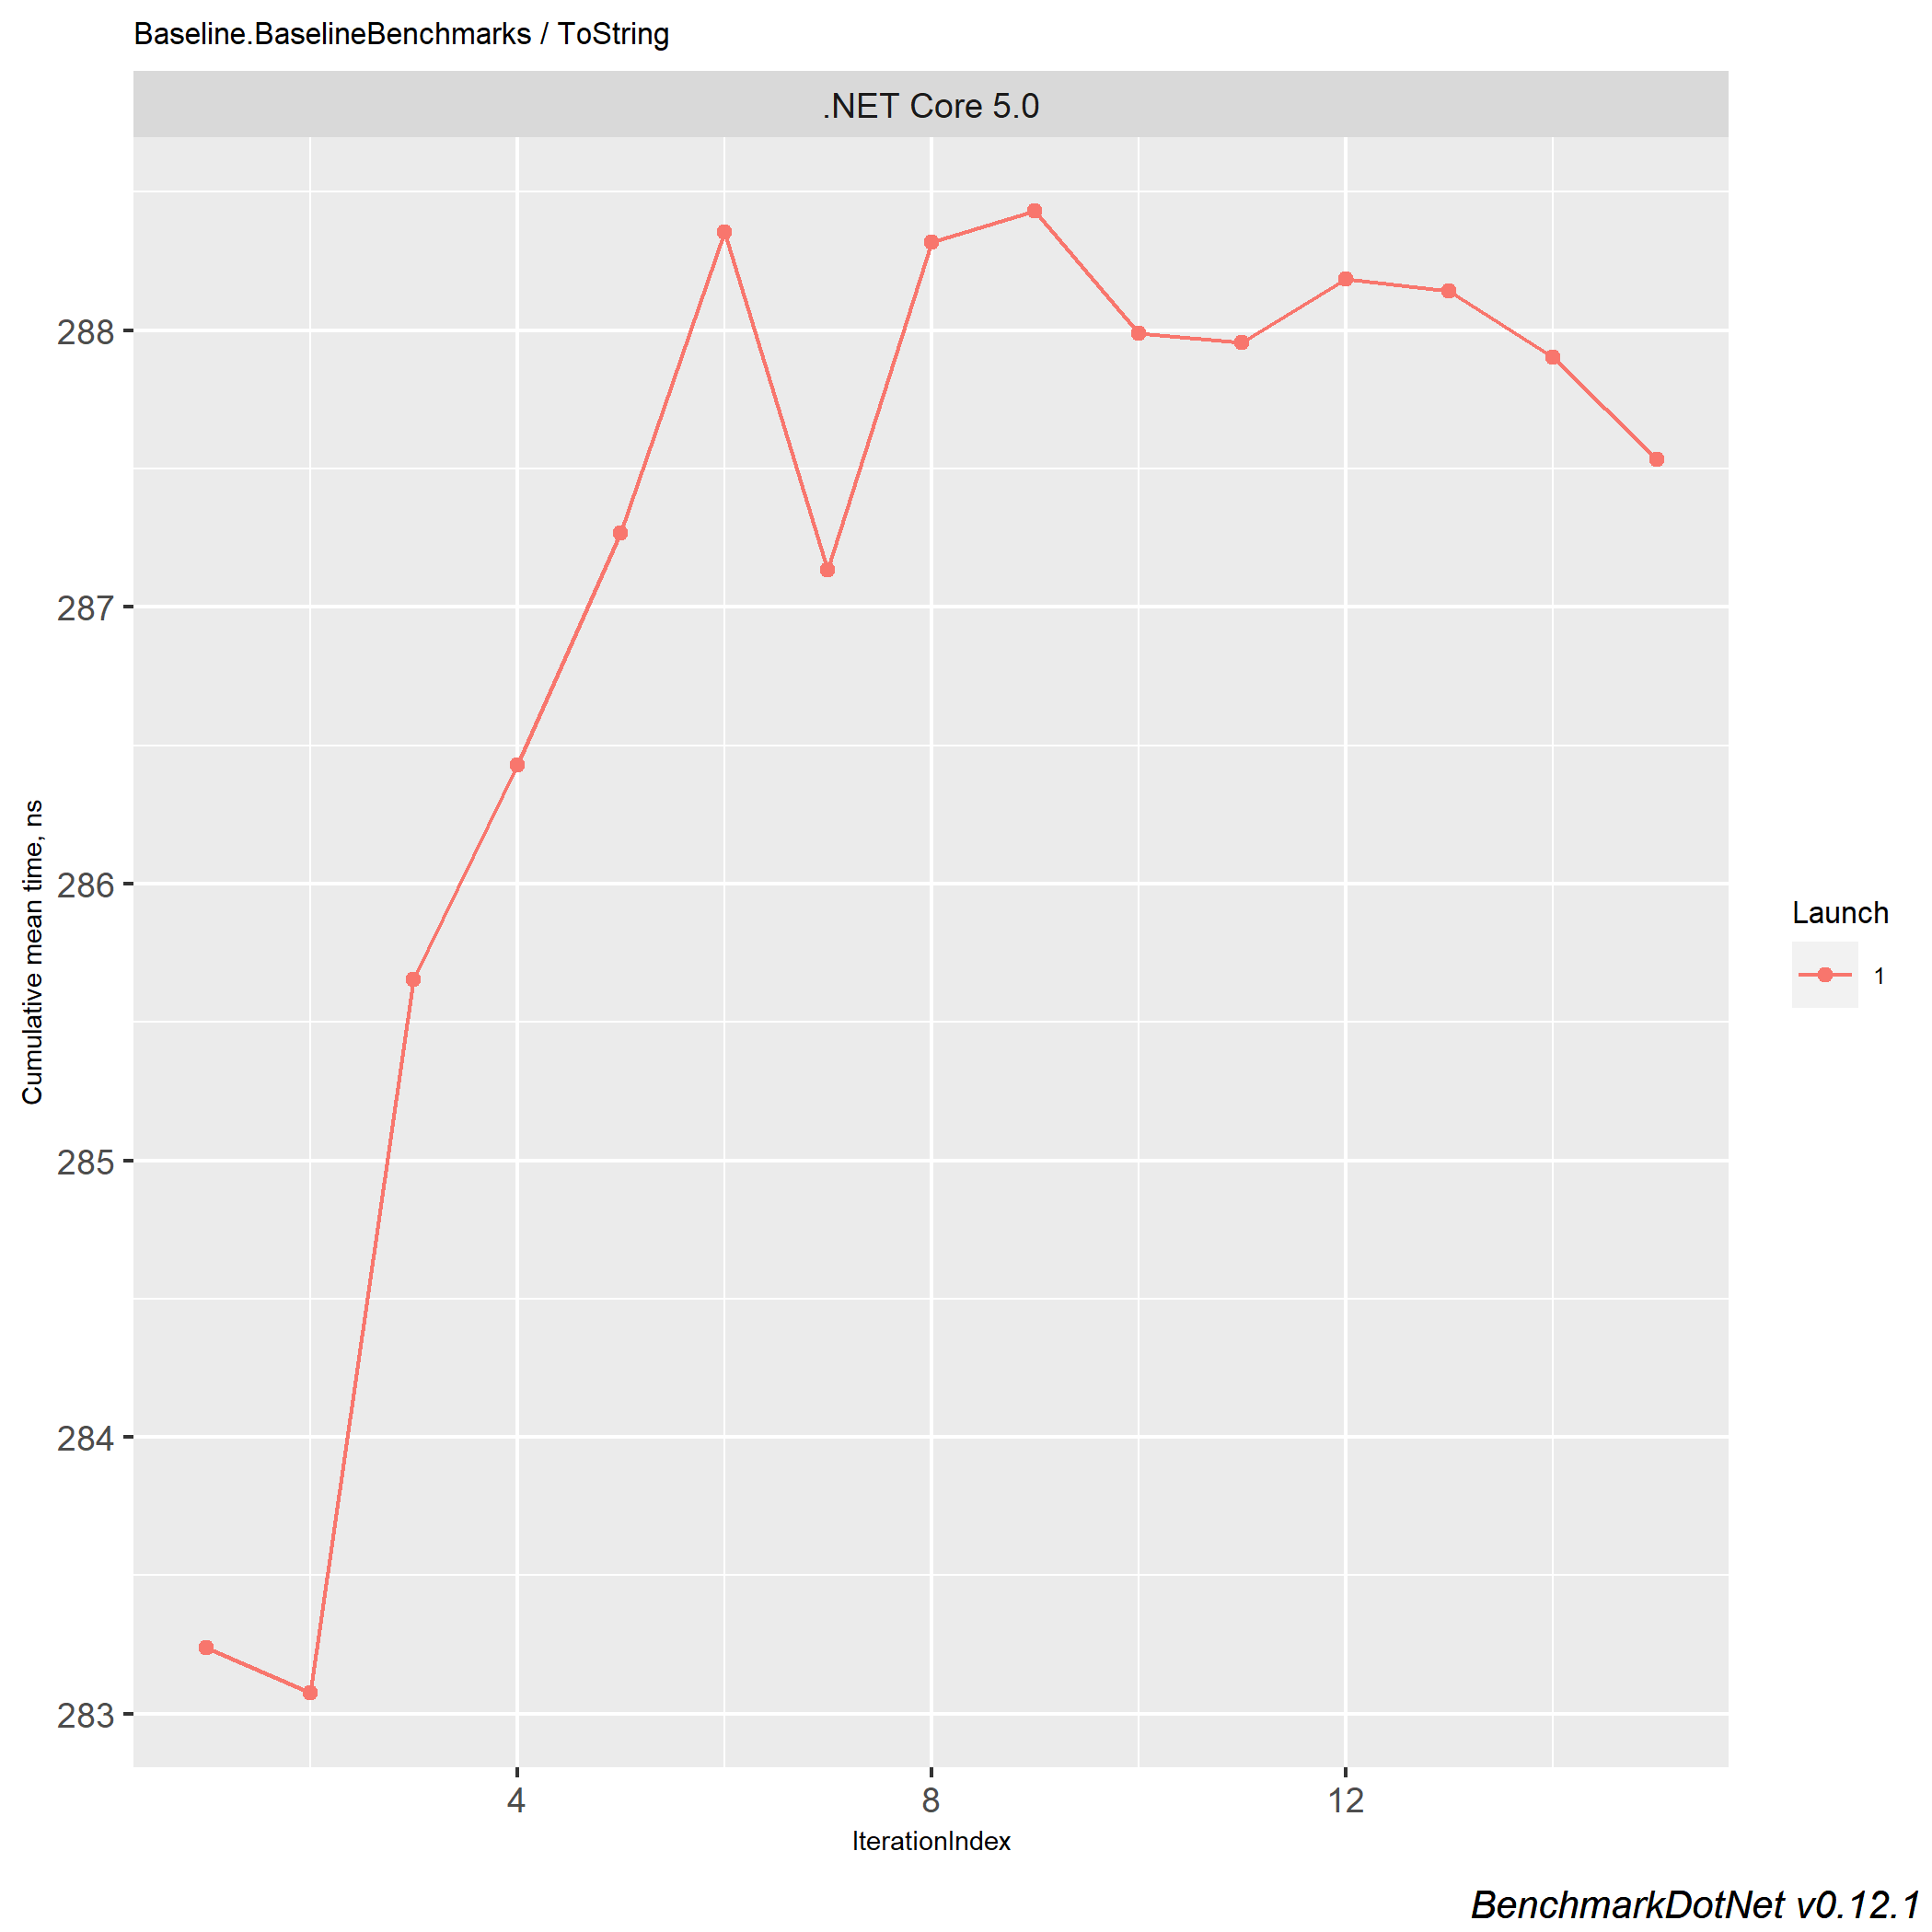 Baseline.BaselineBenchmarks / ToString
.NET Core 5.0
288
287
286
285
284
283
Cumulative mean time, ns
4
8
12
IterationIndex
Launch
1
BenchmarkDotNet v0.12.1